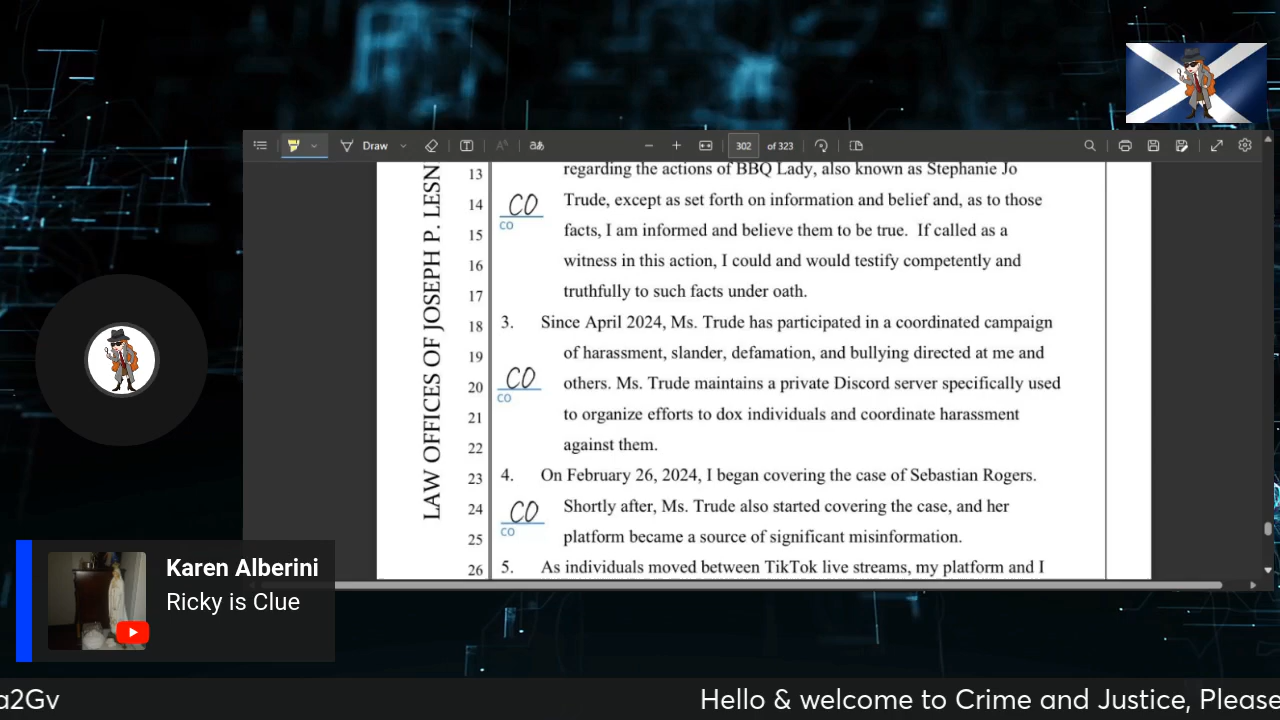 Draw
302 of 323
LAW OFFICES OF JOSEPH P. LESN
13 regarding the actions of BBQ Lady, also known as Stephanie Jo
14 CO Trude, except as set forth on information and belief and, as to those
CO
15 facts, I am informed and believe them to be true. If called as a
16 witness in this action, I could and would testify competently and
17 truthfully to such facts under oath.
18 3. Since April 2024, Ms. Trude has participated in a coordinated campaign
19 of harassment, slander, defamation, and bullying directed at me and
20 CO others. Ms. Trude maintains a private Discord server specifically used
CO
21 to organize efforts to dox individuals and coordinate harassment
22 against them.
23 4. On February 26, 2024, I began covering the case of Sebastian Rogers.
24 CO Shortly after, Ms. Trude also started covering the case, and her
CO
25 platform became a source of significant misinformation.
26 5. As individuals moved between TikTok live streams, my platform and I
Karen Alberini
Ricky is Clue
a2Gv
Hello & welcome to Crime and Justice, Please